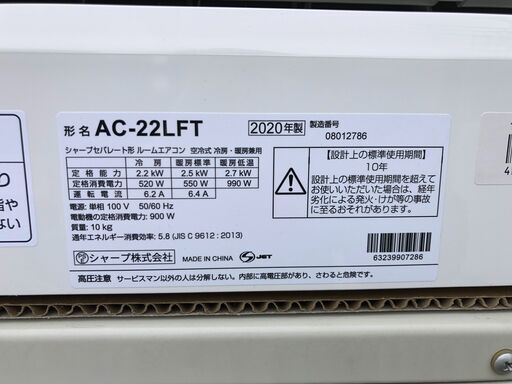 形名 AC-22LFT 2020年製 製造番号 08012786
シャープセパレート形 ルームエアコン 空冷式 冷房・暖房兼用
冷房 暖房標準 暖房低温
定格能力 2.2 kW 2.5 kW 2.7 kW
定格消費電力 520 W 550 W 990 W
運転電流 6.2 A 6.4 A
電源: 単相 100 V 50/60 Hz
電動機の定格消費電力: 900 W
質量: 10 kg
通年エネルギー消費効率: 5.8 (JIS C 9612 : 2013)
シャープ株式会社 MADE IN CHINA JET
高圧注意 サービスマン以外の人は分解しない。内部に高電圧部があり、さわると危険です。
【設計上の標準使用期間】
10年
設計上の標準使用期間を超えて
お使いいただいた場合は、経年
劣化による発火・けが等の事故
に至るおそれがあります。
63239907286
り
指や
ない